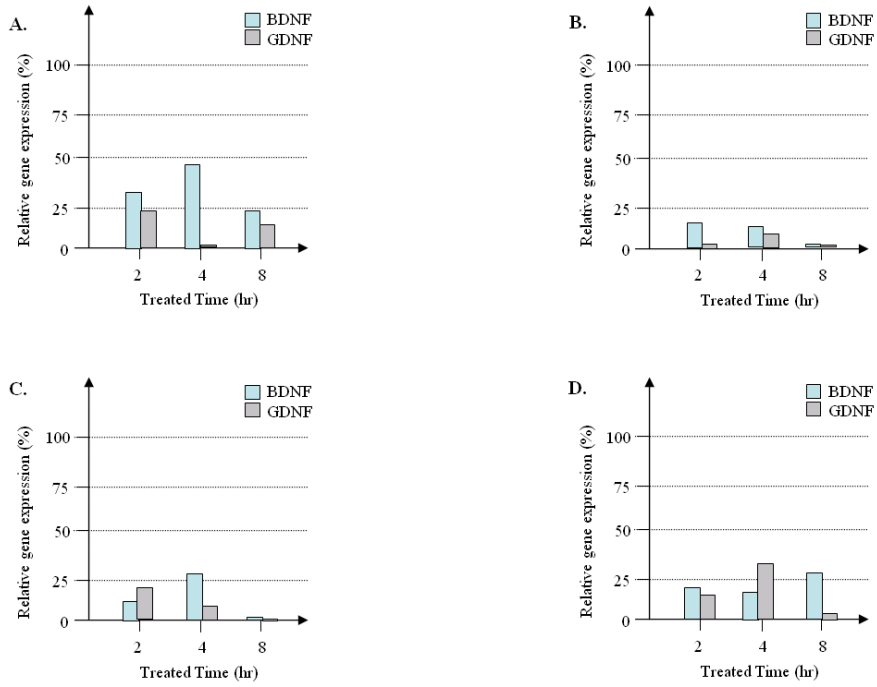 A.
BDNF
GDNF
Relative gene expression (%)
100
75
50
25
0
2 4 8
Treated Time (hr)
B.
BDNF
GDNF
Relative gene expression (%)
100
75
50
25
0
2 4 8
Treated Time (hr)
C.
BDNF
GDNF
Relative gene expression (%)
100
75
50
25
0
2 4 8
Treated Time (hr)
D.
BDNF
GDNF
Relative gene expression (%)
100
75
50
25
0
2 4 8
Treated Time (hr)